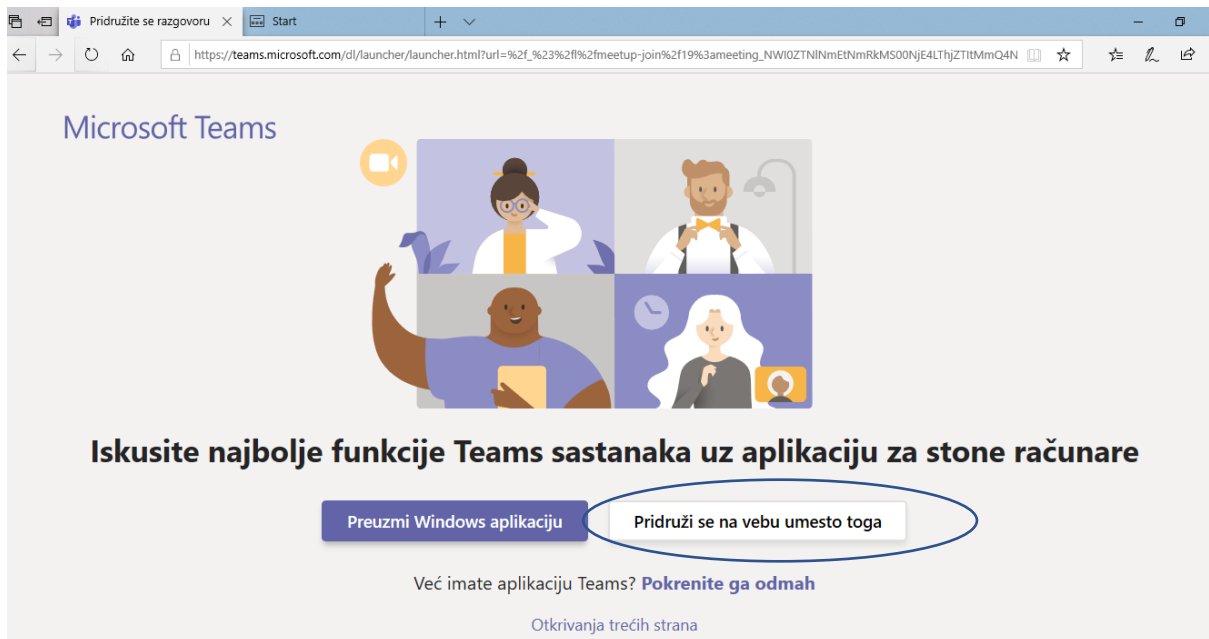 Pridružite se razgovoru
Start
https://teams.microsoft.com/dl/launcher/launcher.html?url=%2f_%23%2fl%2fmeetup-join%2f19%3ameeting_NWI0ZTNlNmEtNmRkMS00NjE4LThjZTItMmQ4N
Microsoft Teams
Iskusite najbolje funkcije Teams sastanaka uz aplikaciju za stone računare
Preuzmi Windows aplikaciju
Pridruži se na vebu umesto toga
Već imate aplikaciju Teams? Pokrenite ga odmah
Otkrivanja trećih strana